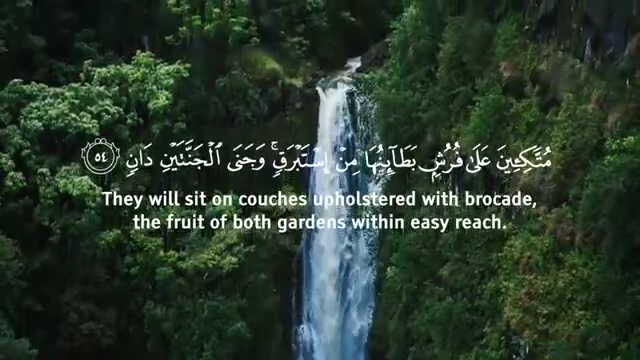 مُتَّكِـِٔينَ عَلَىٰ فُرُشٍۭ بَطَآئِنُهَا مِنْ إِسْتَبْرَقٍۢ ۚ وَجَنَى ٱلْجَنَّتَيْنِ دَانٍۢ ٥٤
They will sit on couches upholstered with brocade,
the fruit of both gardens within easy reach.